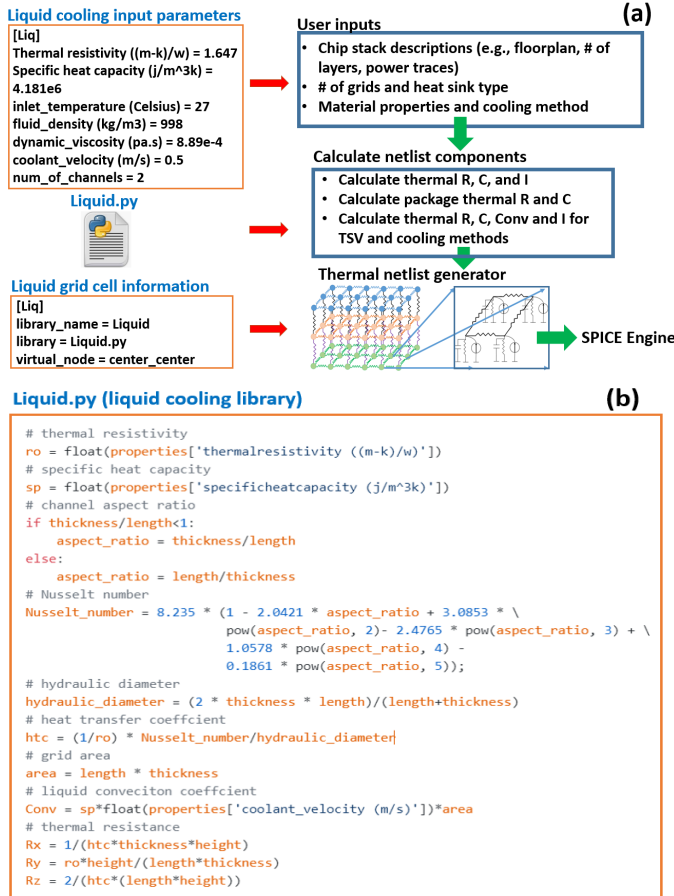 Liquid cooling input parameters
[Liq]
Thermal resistivity ((m-k)/w) = 1.647
Specific heat capacity (j/m^3k) =
4.181e6
inlet_temperature (Celsius) = 27
fluid_density (kg/m3) = 998
dynamic_viscosity (pa.s) = 8.89e-4
coolant_velocity (m/s) = 0.5
num_of_channels = 2
Liquid.py
Liquid grid cell information
[Liq]
library_name = Liquid
library = Liquid.py
virtual_node = center_center
(a)
User inputs
• Chip stack descriptions (e.g., floorplan, # of
layers, power traces)
• # of grids and heat sink type
• Material properties and cooling method
Calculate netlist components
• Calculate thermal R, C, and I
• Calculate package thermal R and C
• Calculate thermal R, C, Conv and I for
TSV and cooling methods
Thermal netlist generator
SPICE Engine
Liquid.py (liquid cooling library)
(b)
# thermal resistivity
ro = float(properties['thermalresistivity ((m-k)/w)'])
# specific heat capacity
sp = float(properties['specificheatcapacity (j/m^3k)'])
# channel aspect ratio
if thickness/length<1:
    aspect_ratio = thickness/length
else:
    aspect_ratio = length/thickness
# Nusselt number
Nusselt_number = 8.235 * (1 - 2.0421 * aspect_ratio + 3.0853 * \
pow(aspect_ratio, 2)- 2.4765 * pow(aspect_ratio, 3) + \
1.0578 * pow(aspect_ratio, 4) -
0.1861 * pow(aspect_ratio, 5));
# hydraulic diameter
hydraulic_diameter = (2 * thickness * length)/(length+thickness)
# heat transfer coeffcient
htc = (1/ro) * Nusselt_number/hydraulic_diameter
# grid area
area = length * thickness
# liquid conveciton coeffcient
Conv = sp*float(properties['coolant_velocity (m/s)'])*area
# thermal resistance
Rx = 1/(htc*thickness*height)
Ry = ro*height/(length*thickness)
Rz = 2/(htc*(length*height))